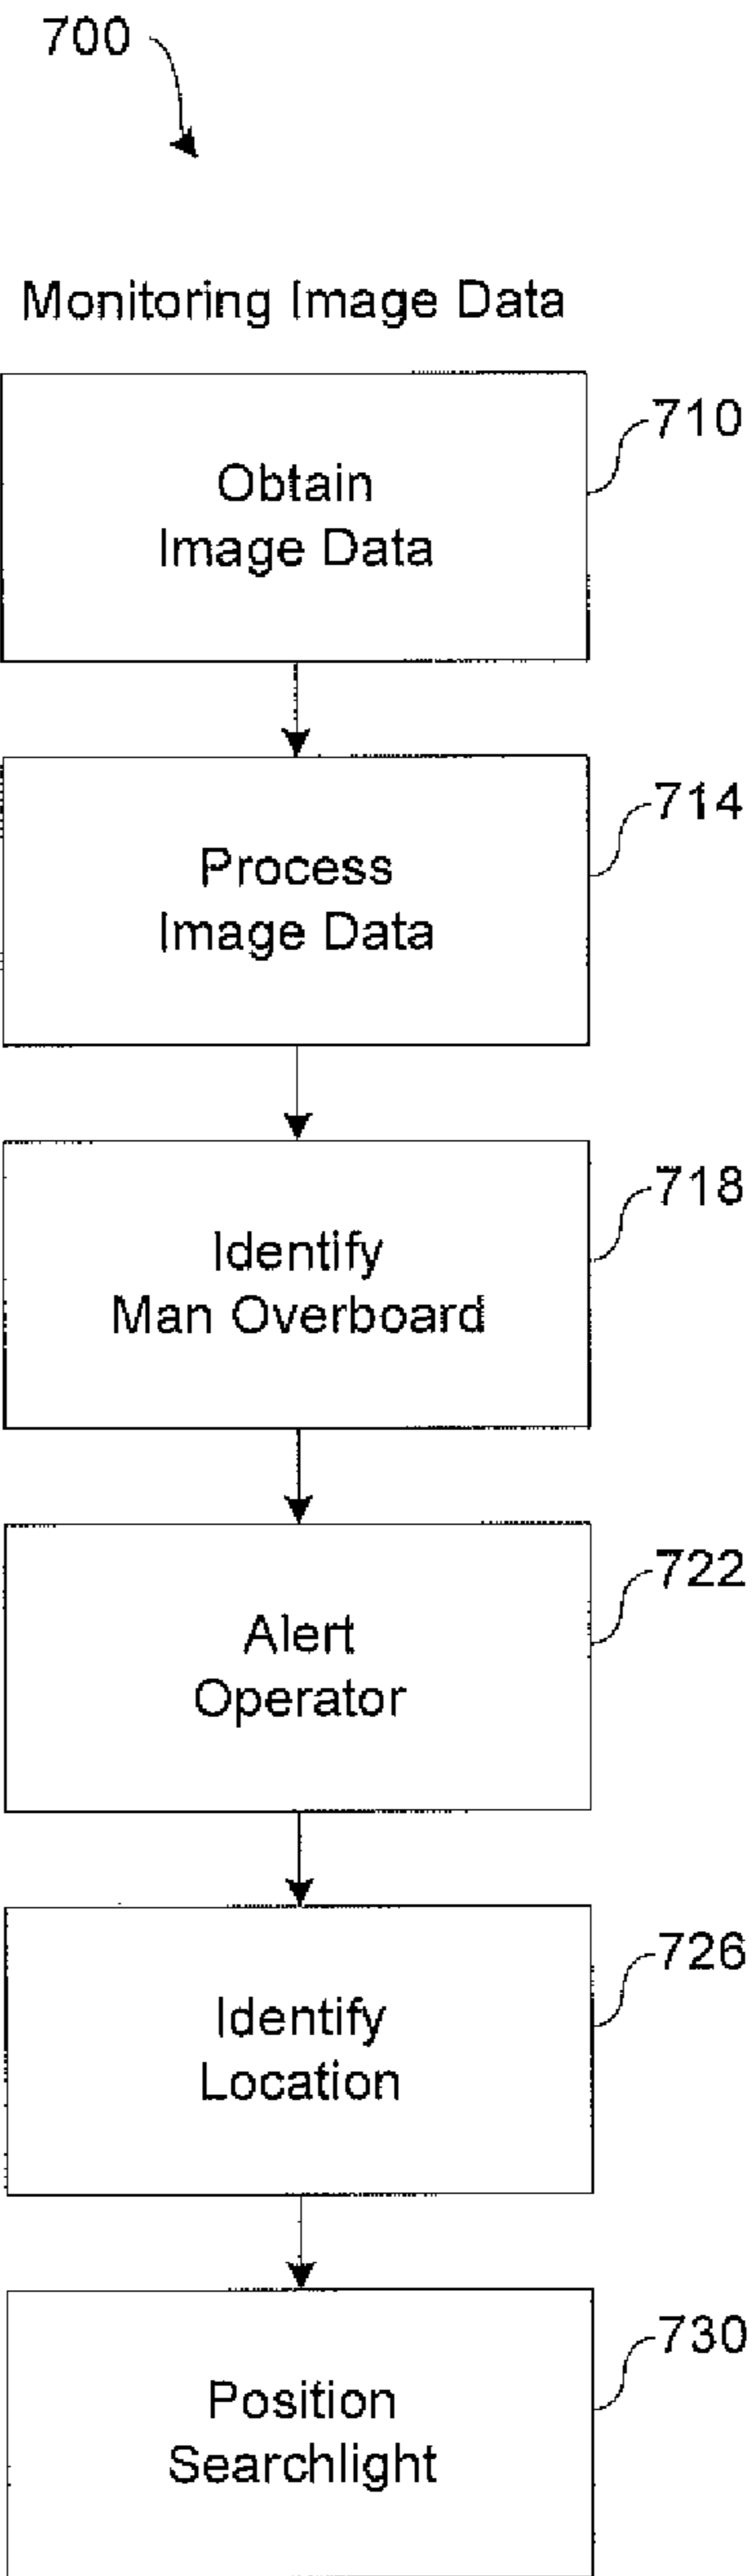 700
Monitoring Image Data
Obtain
Image Data
710
Process
Image Data
714
Identify
Man Overboard
718
Alert
Operator
722
Identify
Location
726
Position
Searchlight
730